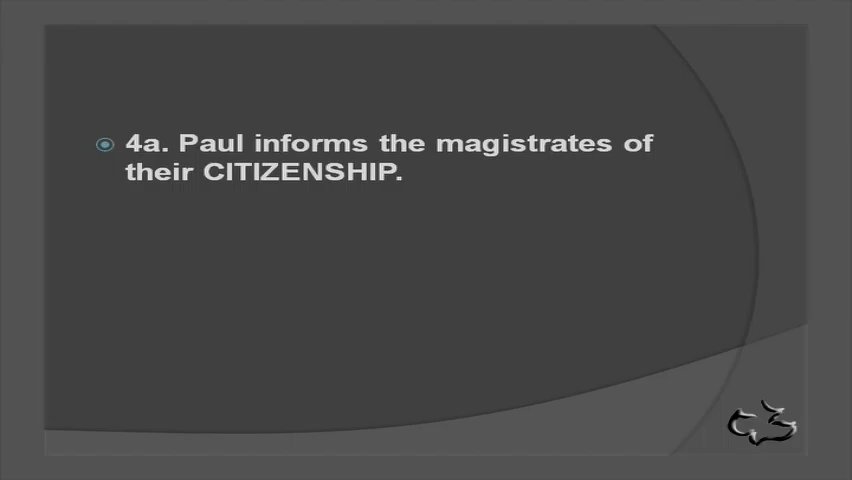 4a. Paul informs the magistrates of
their CITIZENSHIP.